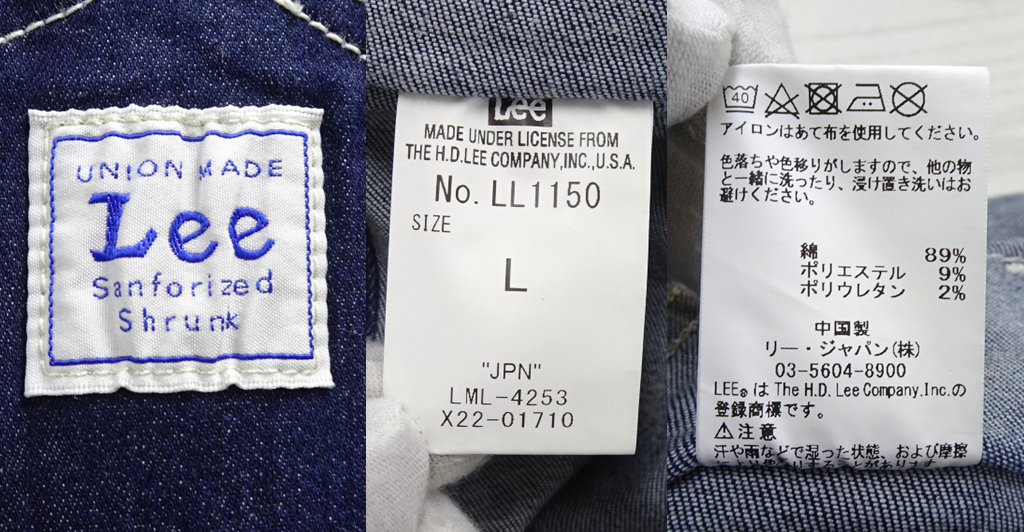 UNION MADE
Lee
Sanforized
Shrunk
Lee
MADE UNDER LICENSE FROM
THE H.D.LEE COMPANY,INC.,U.S.A.
No. LL1150
SIZE
L
"JPN"
LML-4253
X22-01710
40
アイロンはあて布を使用してください。
色落ちや色移りがしますので、他の物
と一緒に洗ったり、浸け置き洗いはお
避けください。
綿 89%
ポリエステル 9%
ポリウレタン 2%
中国製
リー・ジャパン(株)
03-5604-8900
LEE® は The H.D. Lee Company,Inc.の
登録商標です。
⚠注意
汗や雨などで湿った状態、および摩擦